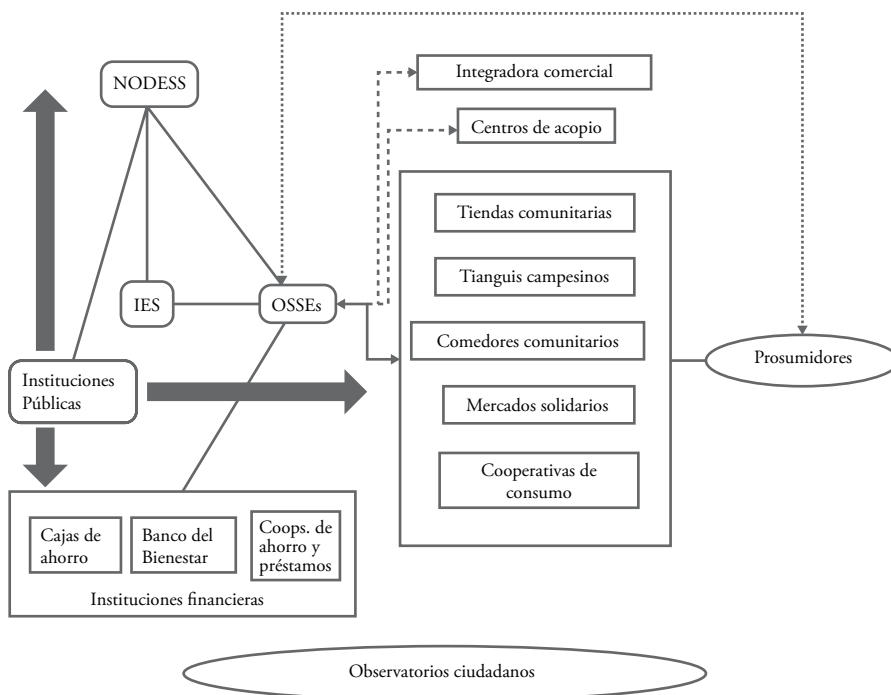 Integradora comercial
NODESS
Centros de acopio
Tiendas comunitarias
Tianguis campesinos
IES
OSSEs
Comedores comunitarios
Prosumidores
Instituciones
Públicas
Mercados solidarios
Cooperativas de
consumo
Cajas de
ahorro
Banco del
Bienestar
Coops. de
ahorro y
préstamos
Instituciones financieras
Observatorios ciudadanos